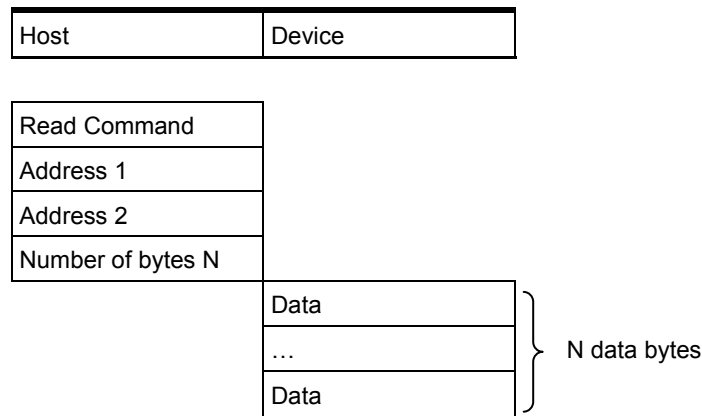 Host Device
Read Command
Address 1
Address 2
Number of bytes N
Data
… N data bytes
Data